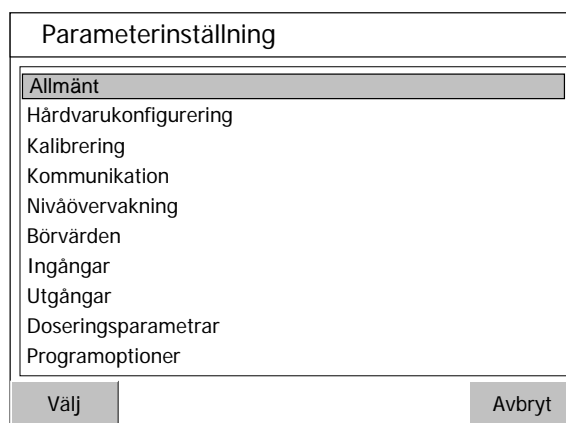 Parameterinställning
Allmänt
Hårdvarukonfigurering
Kalibrering
Kommunikation
Nivåövervakning
Börvärden
Ingångar
Utgångar
Doseringsparametrar
Programoptioner
Välj
Avbryt